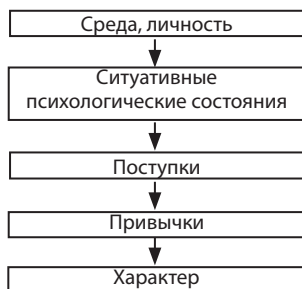 Среда, личность
Ситуативные
психологические состояния
Поступки
Привычки
Характер